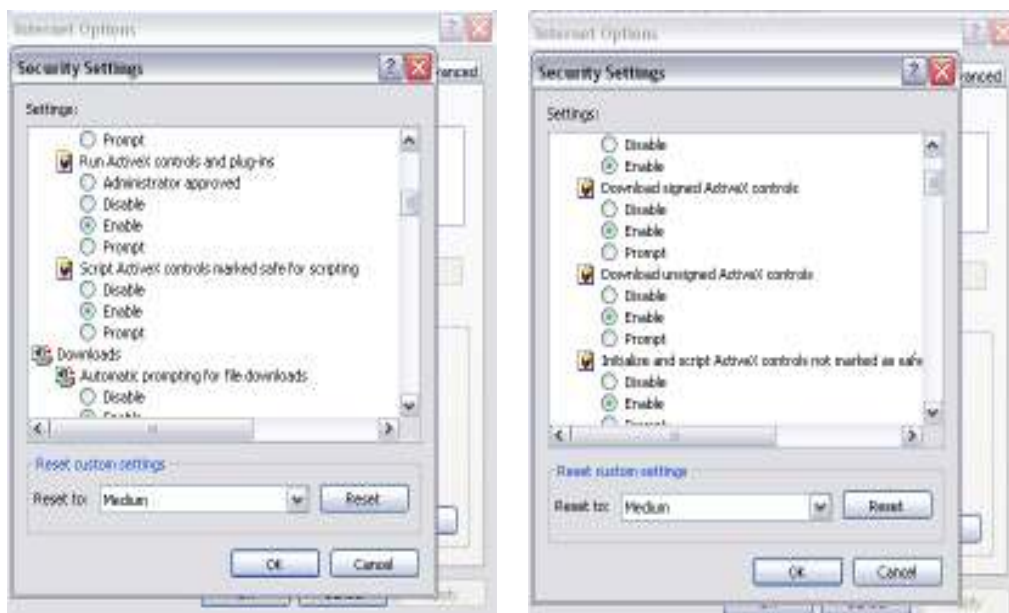 Internet Options
Security Settings
anced
Settings:
Prompt
Run ActiveX controls and plug-ins
Administrator approved
Disable
Enable
Prompt
Script ActiveX controls marked safe for scripting
Disable
Enable
Prompt
Downloads
Automatic prompting for file downloads
Disable
Enable
Reset custom settings
Reset to: Medium Reset
OK Cancel
Internet Options
Security Settings
anced
Settings:
Disable
Enable
Download signed ActiveX controls
Disable
Enable
Prompt
Download unsigned ActiveX controls
Disable
Enable
Prompt
Initialize and script ActiveX controls not marked as safe
Disable
Enable
Prompt
Reset custom settings
Reset to: Medium Reset
OK Cancel